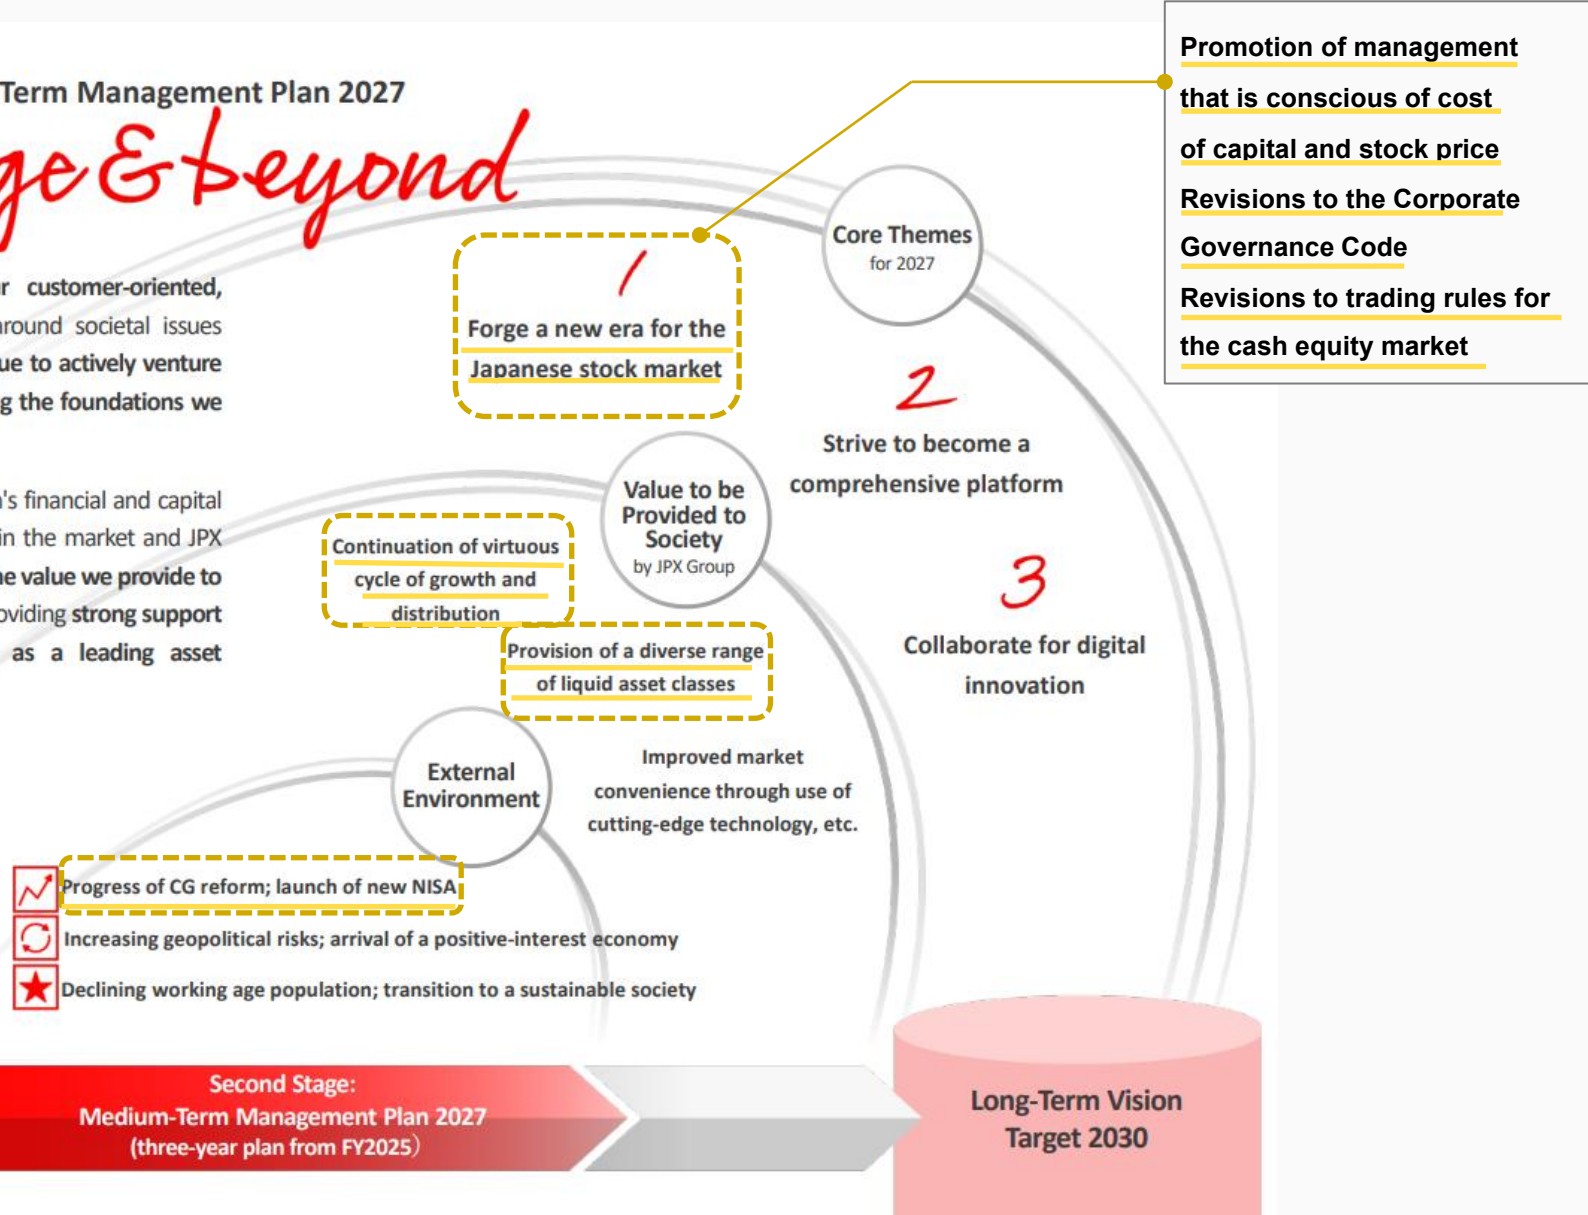 Term Management Plan 2027
ge & beyond
r customer-oriented,
around societal issues
ue to actively venture
g the foundations we
's financial and capital
in the market and JPX
ne value we provide to
oviding strong support
as a leading asset
1
Forge a new era for the
Japanese stock market
Core Themes
for 2027
Promotion of management
that is conscious of cost
of capital and stock price
Revisions to the Corporate
Governance Code
Revisions to trading rules for
the cash equity market
2
Strive to become a
comprehensive platform
3
Collaborate for digital
innovation
Value to be
Provided to
Society
by JPX Group
Continuation of virtuous
cycle of growth and
distribution
Provision of a diverse range
of liquid asset classes
Improved market
convenience through use of
cutting-edge technology, etc.
External
Environment
Progress of CG reform; launch of new NISA
Increasing geopolitical risks; arrival of a positive-interest economy
Declining working age population; transition to a sustainable society
Second Stage:
Medium-Term Management Plan 2027
(three-year plan from FY2025)
Long-Term Vision
Target 2030